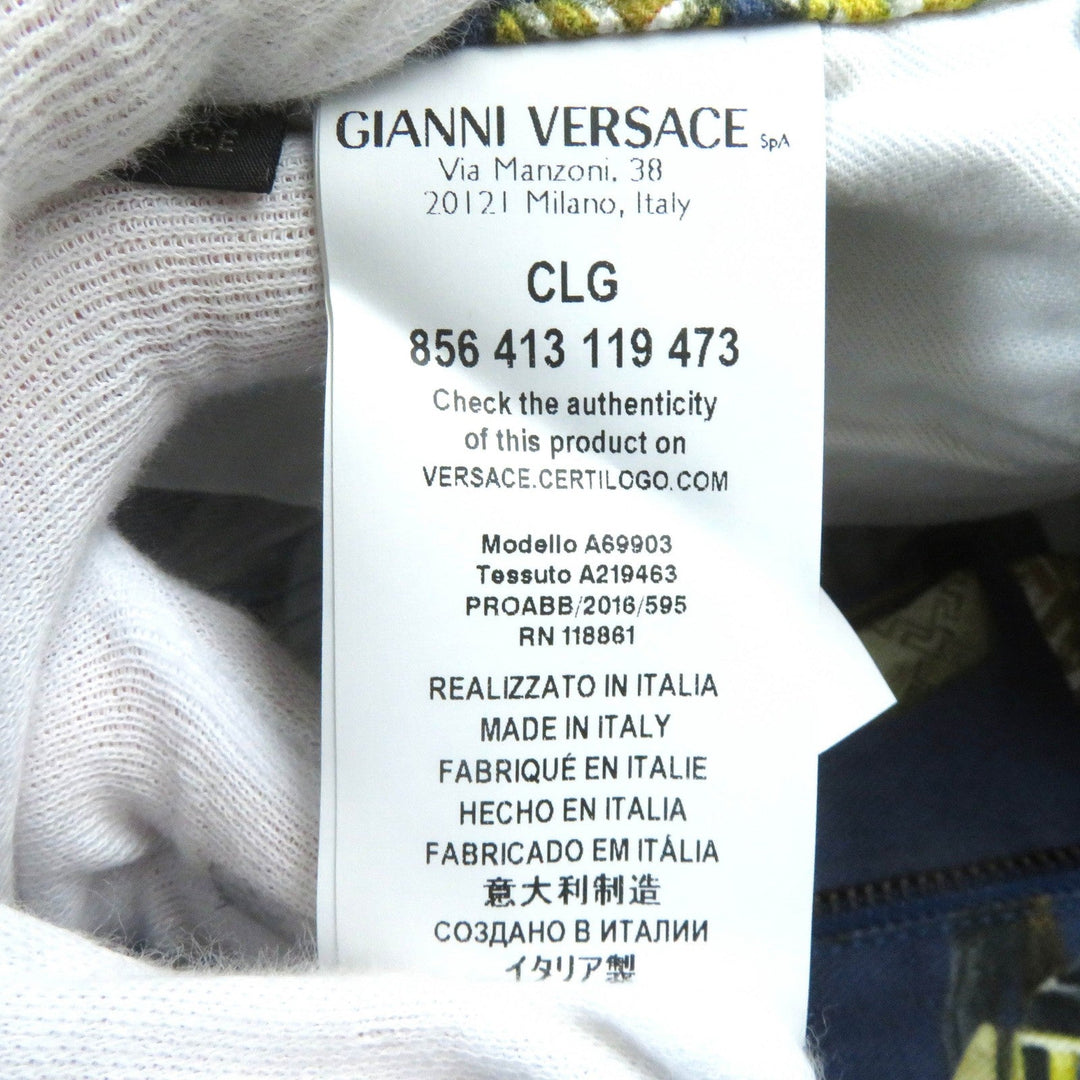 GIANNI VERSACE SpA
Via Manzoni, 38
20121 Milano, Italy
CLG
856 413 119 473
Check the authenticity
of this product on
VERSACE.CERTILOGO.COM
Modello A69903
Tessuto A219463
PROABB/2016/595
RN 118861
REALIZZATO IN ITALIA
MADE IN ITALY
FABRIQUÉ EN ITALIE
HECHO EN ITALIA
FABRICADO EM ITÁLIA
意大利制造
СОЗДАНО В ИТАЛИИ
イタリア製